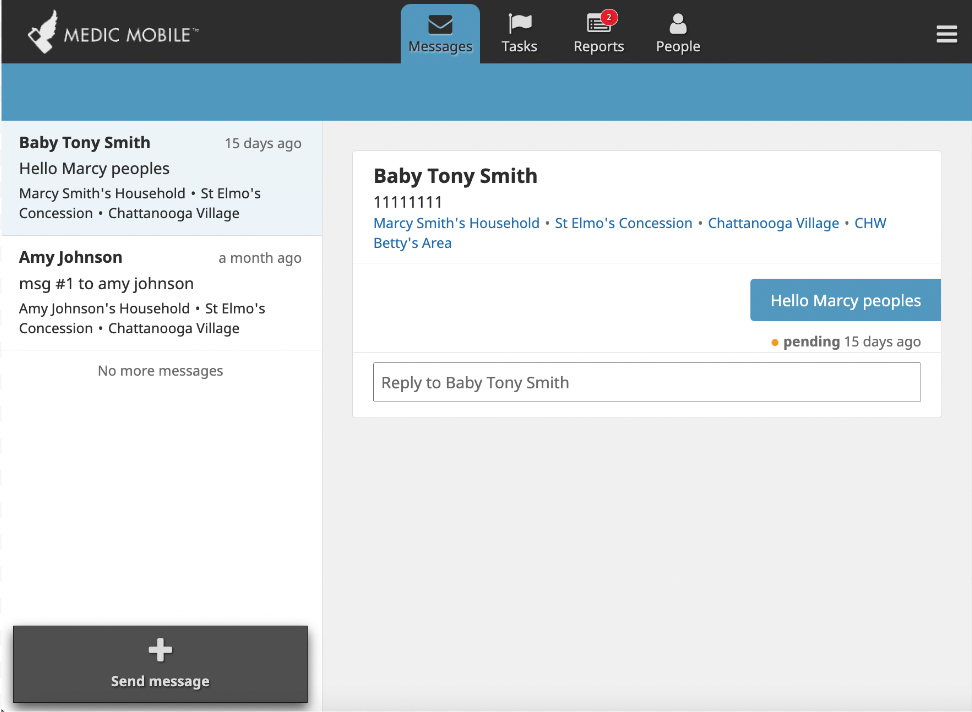 MEDIC MOBILE™
Messages
Tasks
2
Reports
People
Baby Tony Smith 15 days ago
Hello Marcy peoples
Marcy Smith's Household • St Elmo's
Concession • Chattanooga Village
Amy Johnson a month ago
msg #1 to amy johnson
Amy Johnson's Household • St Elmo's
Concession • Chattanooga Village
No more messages
Send message
Baby Tony Smith
11111111
Marcy Smith's Household • St Elmo's Concession • Chattanooga Village • CHW
Betty's Area
Hello Marcy peoples
pending 15 days ago
Reply to Baby Tony Smith